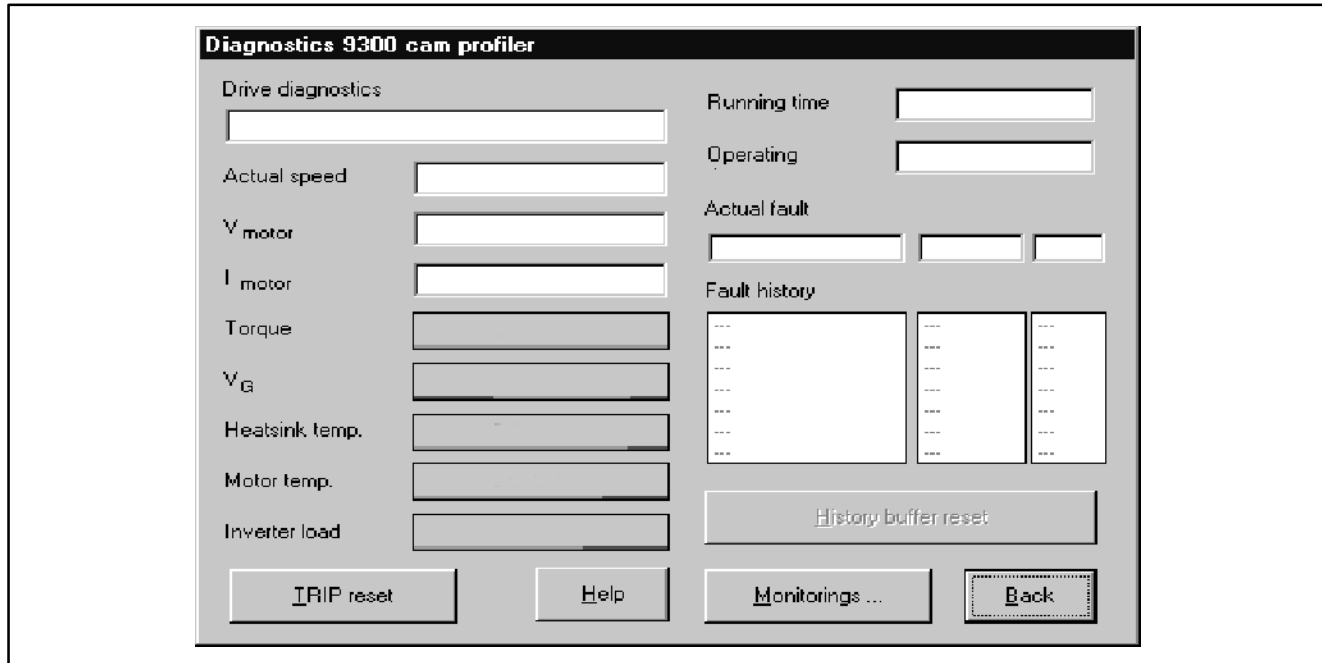 Diagnostics 9300 cam profiler
Drive diagnostics
Actual speed
V motor
I motor
Torque
V G
Heatsink temp.
Motor temp.
Inverter load
Running time
Operating
Actual fault
Fault history
--- --- ---
--- --- ---
--- --- ---
--- --- ---
--- --- ---
--- --- ---
--- --- ---
History buffer reset
TRIP reset
Help
Monitorings ...
Back